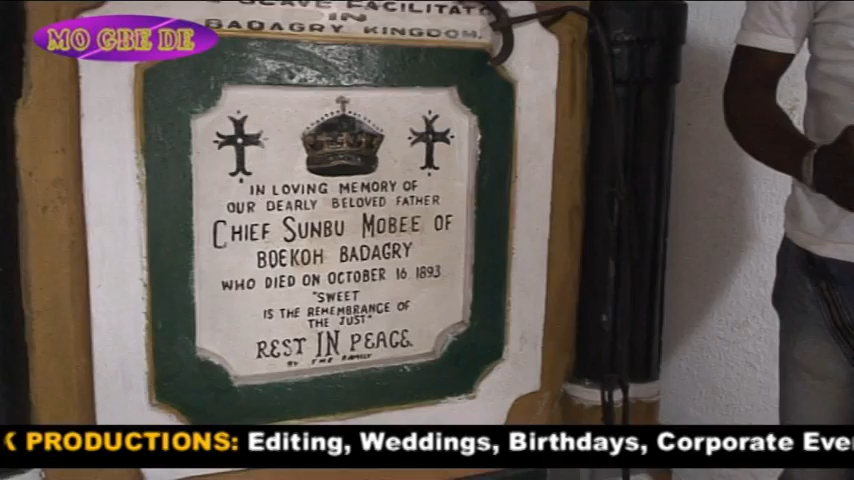 SLAVE FACILITATO
IN
BADAGRY KINGDOM.
MO GBE DE
IN LOVING MEMORY OF
OUR DEARLY BELOVED FATHER
CHIEF SUNBU MOBEE OF
BOEKOH BADAGRY
WHO DIED ON OCTOBER 16 1893
"SWEET
IS THE REMEMBRANCE OF
THE JUST"
REST IN PEACE.
BY THE FAMILY
K PRODUCTIONS: Editing, Weddings, Birthdays, Corporate Eve